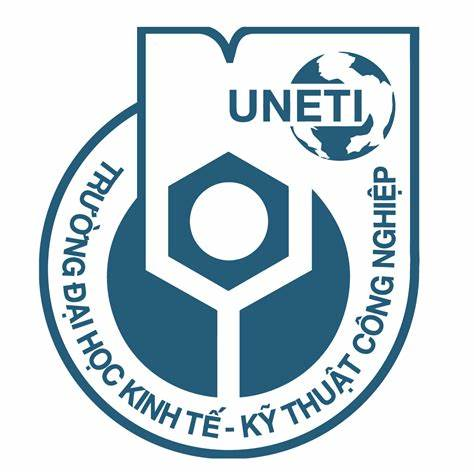 UNETI
TRƯỜNG ĐẠI HỌC KINH TẾ - KỸ THUẬT CÔNG NGHIỆP